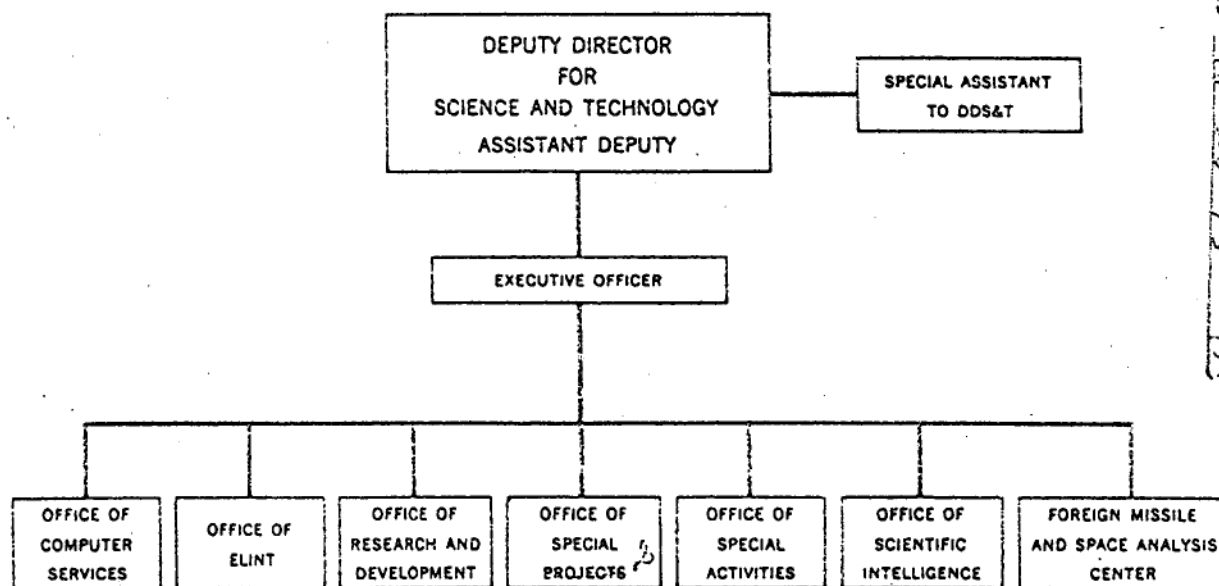 DEPUTY DIRECTOR
FOR
SCIENCE AND TECHNOLOGY
ASSISTANT DEPUTY
SPECIAL ASSISTANT
TO DDS&T
EXECUTIVE OFFICER
OFFICE OF
COMPUTER
SERVICES
OFFICE OF
ELINT
OFFICE OF
RESEARCH AND
DEVELOPMENT
OFFICE OF
SPECIAL
PROJECTS
OFFICE OF
SPECIAL
ACTIVITIES
OFFICE OF
SCIENTIFIC
INTELLIGENCE
FOREIGN MISSILE
AND SPACE ANALYSIS
CENTER